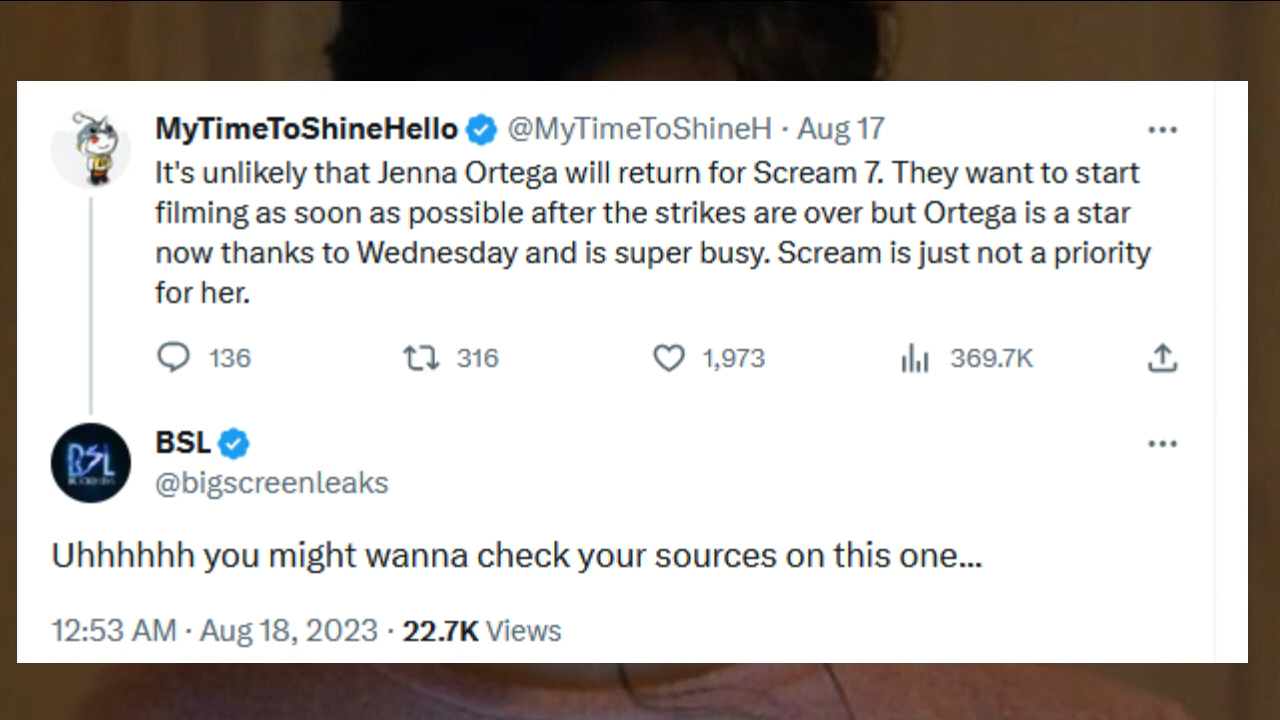 MyTimeToShineHello @MyTimeToShineH · Aug 17
It's unlikely that Jenna Ortega will return for Scream 7. They want to start
filming as soon as possible after the strikes are over but Ortega is a star
now thanks to Wednesday and is super busy. Scream is just not a priority
for her.
136 316 1,973 369.7K
BSL
BSL
@bigscreenleaks
Uhhhhhh you might wanna check your sources on this one...
12:53 AM · Aug 18, 2023 · 22.7K Views